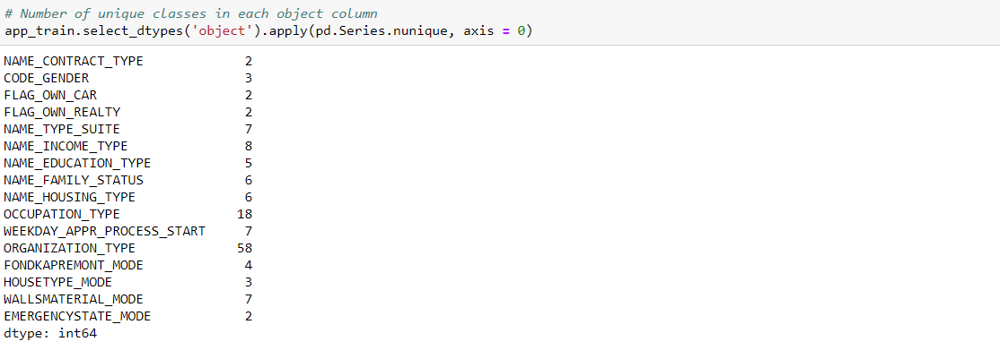 # Number of unique classes in each object column
app_train.select_dtypes('object').apply(pd.Series.nunique, axis = 0)
NAME_CONTRACT_TYPE 2
CODE_GENDER 3
FLAG_OWN_CAR 2
FLAG_OWN_REALTY 2
NAME_TYPE_SUITE 7
NAME_INCOME_TYPE 8
NAME_EDUCATION_TYPE 5
NAME_FAMILY_STATUS 6
NAME_HOUSING_TYPE 6
OCCUPATION_TYPE 18
WEEKDAY_APPR_PROCESS_START 7
ORGANIZATION_TYPE 58
FONDKAPREMONT_MODE 4
HOUSETYPE_MODE 3
WALLSMATERIAL_MODE 7
EMERGENCYSTATE_MODE 2
dtype: int64